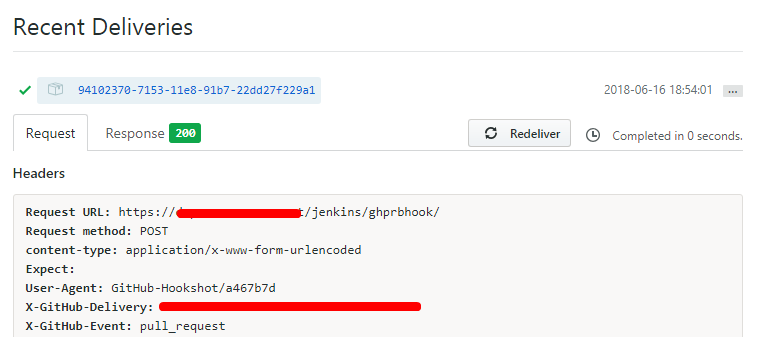 Recent Deliveries
94102370-7153-11e8-91b7-22dd27f229a1 2018-06-16 18:54:01 ...
Request Response 200 Redeliver Completed in 0 seconds.
Headers
Request URL: https:// /jenkins/ghprbhook/
Request method: POST
content-type: application/x-www-form-urlencoded
Expect:
User-Agent: GitHub-Hookshot/a467b7d
X-GitHub-Delivery:
X-GitHub-Event: pull_request